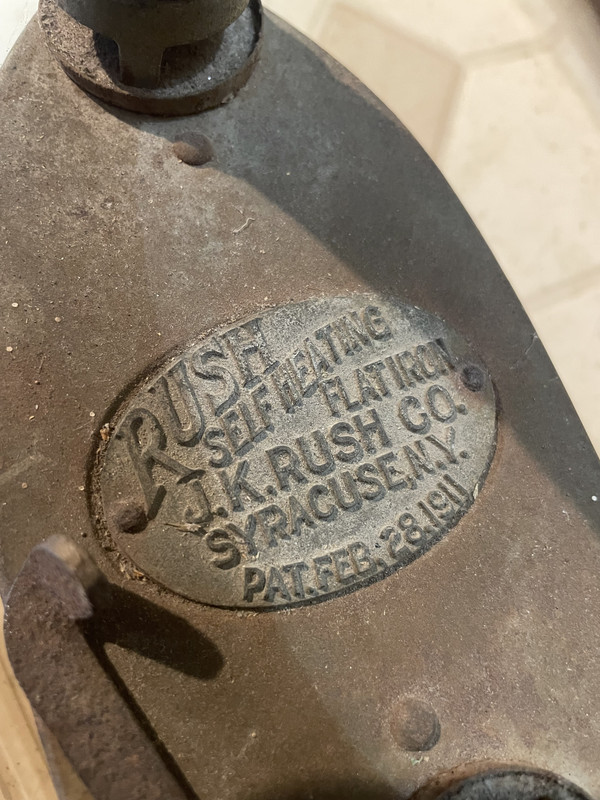 RUSH
SELF HEATING
FLAT IRON
J.K.RUSH CO.
SYRACUSE,N.Y.
PAT.FEB.28.1911